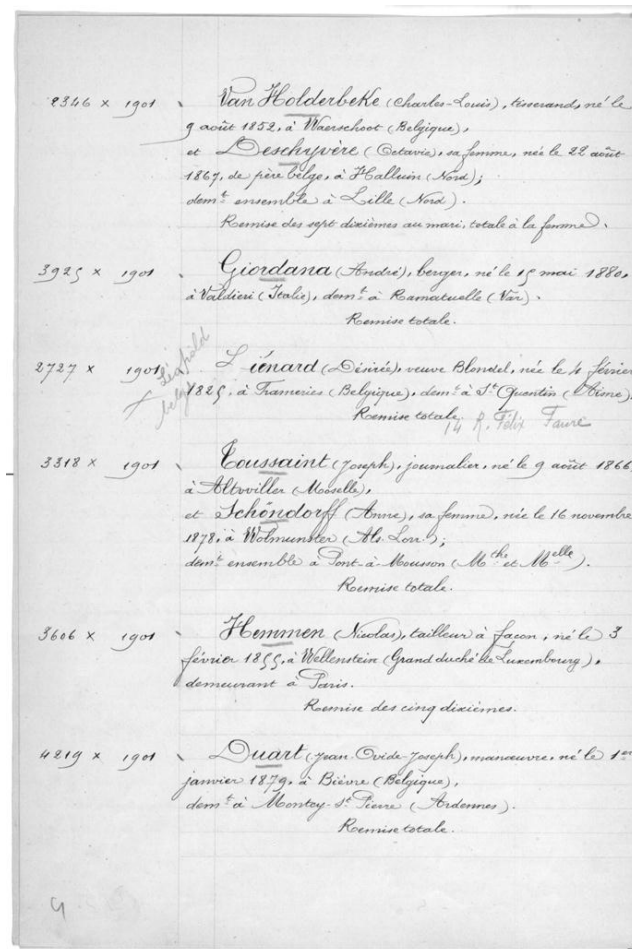 2346 x 1901 Van Holderbeke (Charles-Louis), tisserand, né le
9 août 1852, à Waerschoot (Belgique),
et Deschyvère (Octavie), sa femme, née le 22 août
1867, de père belge, à Halluin (Nord);
demt ensemble à Lille (Nord).
Remise des sept dixièmes au mari, totale à la femme.
3925 x 1901 Giordana (André), berger, né le 15 mai 1880,
à Valdieri (Italie), demt à Ramatuelle (Var).
Remise totale.
2727 x 1901 Liénard (Désirée), veuve Blondel, née le 4 février
Léopold
belge
1825, à Frameries (Belgique), demt à St Quentin (Aisne).
Remise totale.
14 R. Félix Faure
3318 x 1901 Toussaint (Joseph), journalier, né le 9 août 1866,
à Altviller (Moselle),
et Schöndorff (Anne), sa femme, née le 16 novembre
1878, à Wolmunster (Als. Lorr.);
demt ensemble à Pont-à-Mousson (Mthe et Melle).
Remise totale.
3606 x 1901 Hemmen (Nicolas), tailleur à façon, né le 3
février 1855, à Wellenstein (Grand duché de Luxembourg),
demeurant à Paris.
Remise des cinq dixièmes.
4219 x 1901 Duart (Jean-Ovide-Joseph), manœuvre, né le 1er
janvier 1879, à Bièvre (Belgique),
demt à Montcy-St Pierre (Ardennes).
Remise totale.